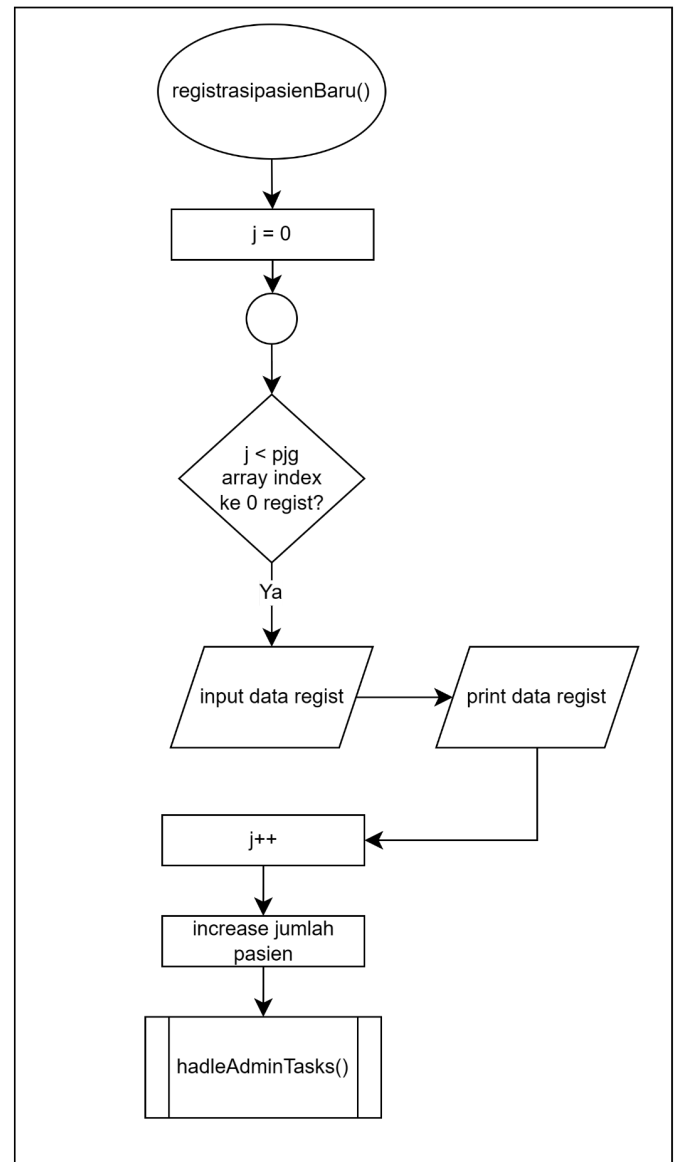 registrasipasienBaru()
j = 0
j < pjg
array index
ke 0 regist?
Ya
input data regist
print data regist
j++
increase jumlah
pasien
hadleAdminTasks()